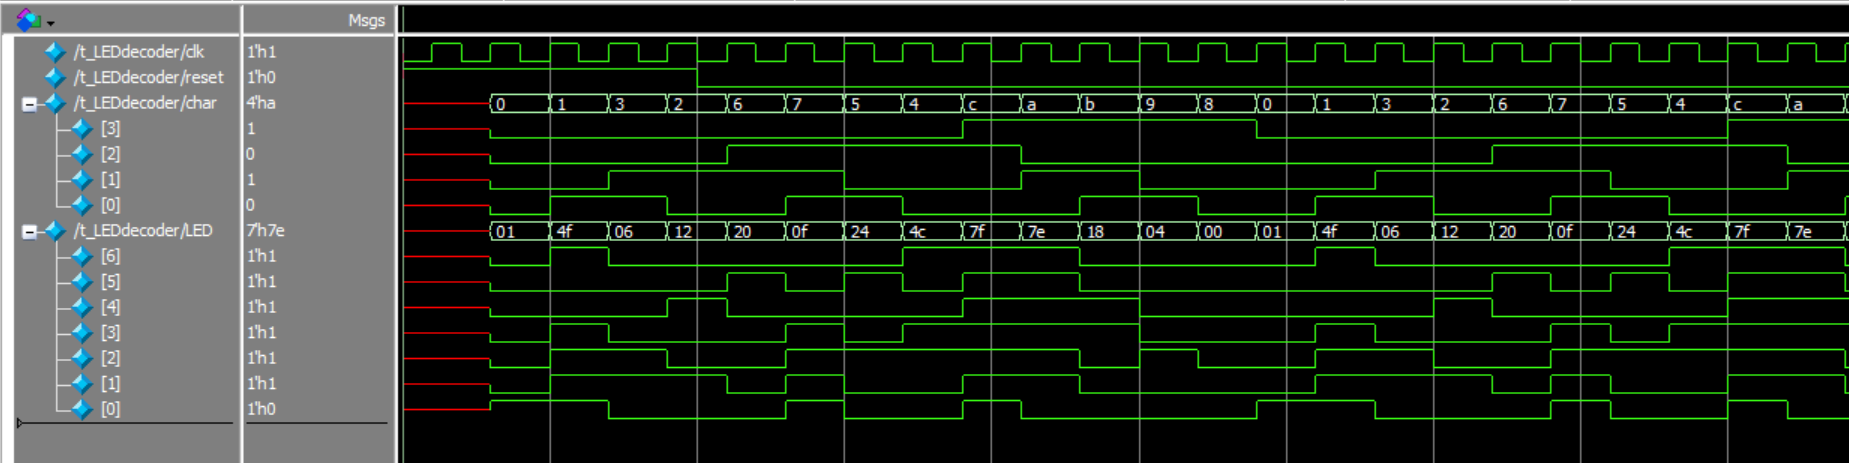 Msgs
/t_LEDdecoder/clk 1'h1
/t_LEDdecoder/reset 1'h0
/t_LEDdecoder/char 4'ha 0 1 3 2 6 7 5 4 c a b 9 8 0 1 3 2 6 7 5 4 c a
[3] 1
[2] 0
[1] 1
[0] 0
/t_LEDdecoder/LED 7'h7e 01 4f 06 12 20 0f 24 4c 7f 7e 18 04 00 01 4f 06 12 20 0f 24 4c 7f 7e
[6] 1'h1
[5] 1'h1
[4] 1'h1
[3] 1'h1
[2] 1'h1
[1] 1'h1
[0] 1'h0